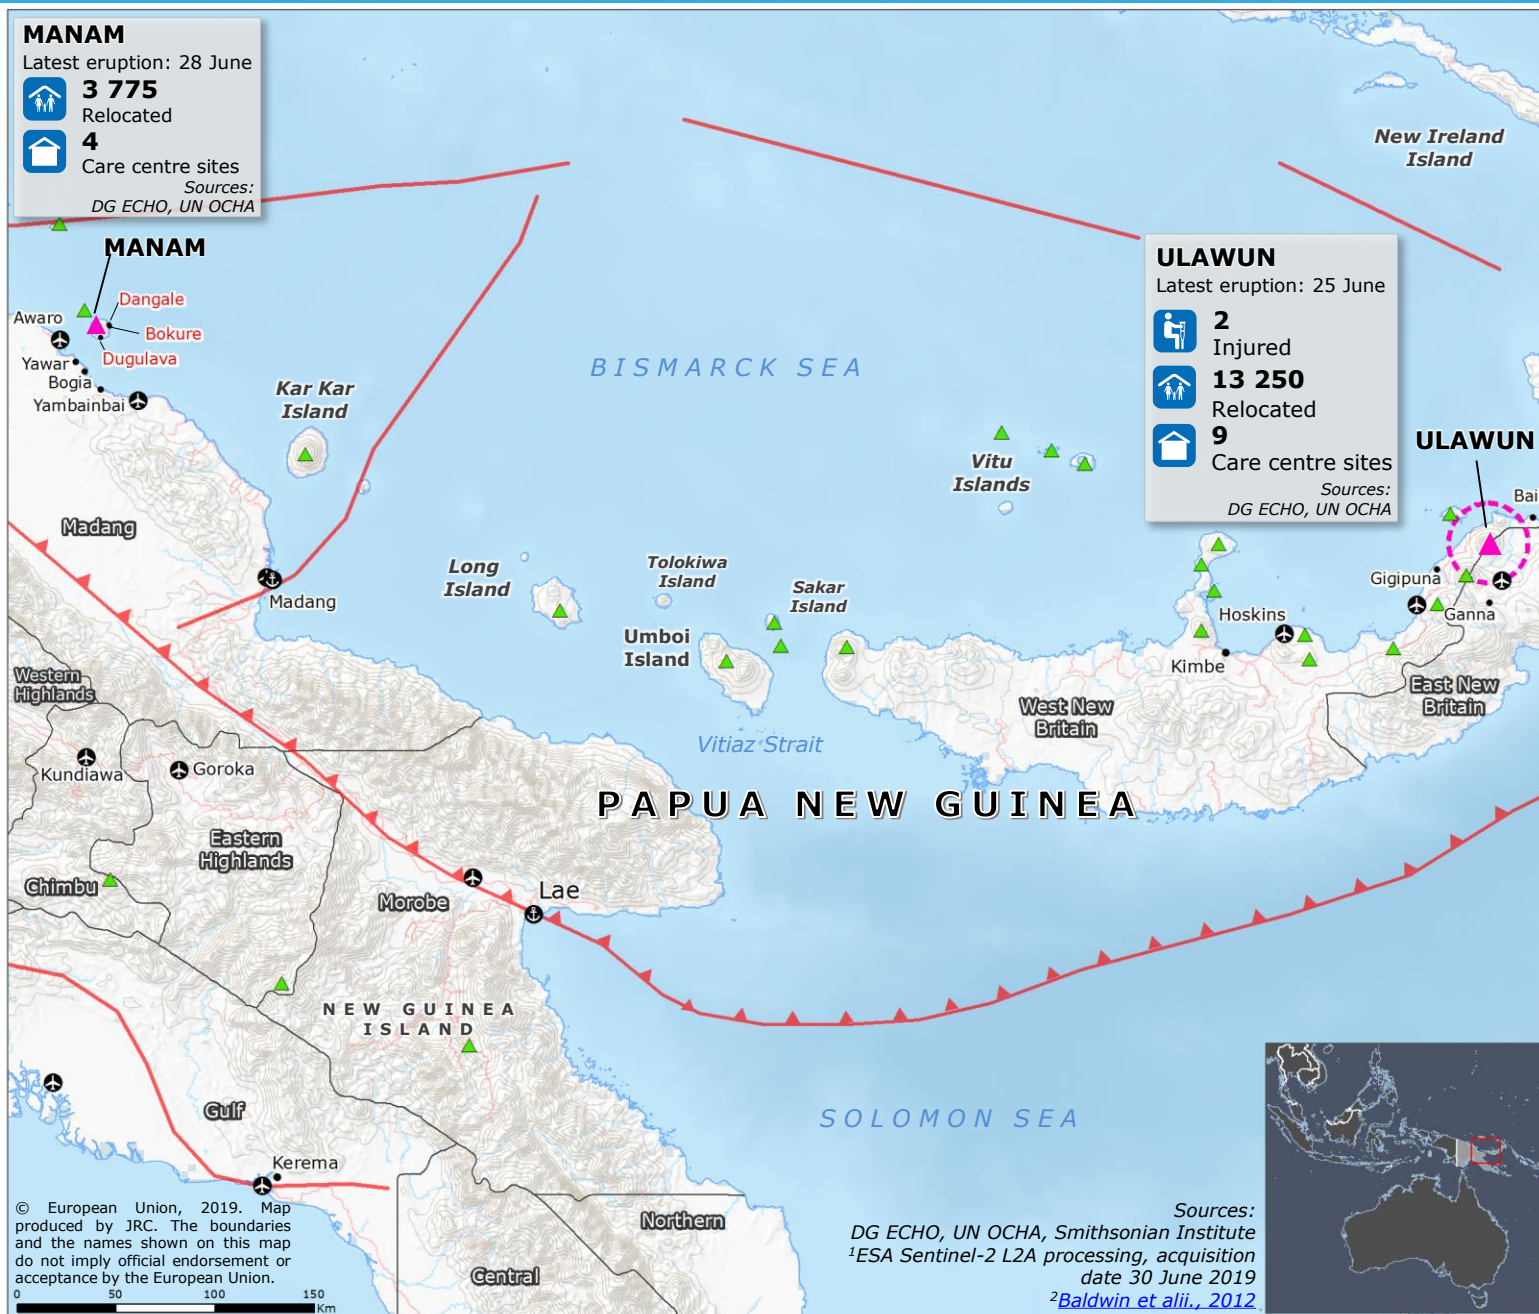 MANAM
Latest eruption: 28 June
3 775
Relocated
4
Care centre sites
Sources:
DG ECHO, UN OCHA
New Ireland
Island
MANAM
ULAWUN
Latest eruption: 25 June
2
Injured
13 250
Relocated
9
Care centre sites
Sources:
DG ECHO, UN OCHA
Dangale
Awaro
Bokure
Dugulava
Yawar
Bogia
Yambainbai
BISMARCK SEA
Kar Kar
Island
ULAWUN
Vitu
Islands
Bai
Madang
Long
Island
Tolokiwa
Island
Sakar
Island
Gigipuna
Madang
Hoskins
Ganna
Umboi
Island
Kimbe
Western
Highlands
East New
Britain
West New
Britain
Vitiaz Strait
Kundiawa
Goroka
PAPUA NEW GUINEA
Eastern
Highlands
Chimbu
Morobe
Lae
NEW GUINEA
ISLAND
Gulf
SOLOMON SEA
Kerema
© European Union, 2019. Map
produced by JRC. The boundaries
and the names shown on this map
do not imply official endorsement or
acceptance by the European Union.
0 50 100 150
Km
Northern
Central
Sources:
DG ECHO, UN OCHA, Smithsonian Institute
¹ESA Sentinel-2 L2A processing, acquisition
date 30 June 2019
²Baldwin et alii., 2012